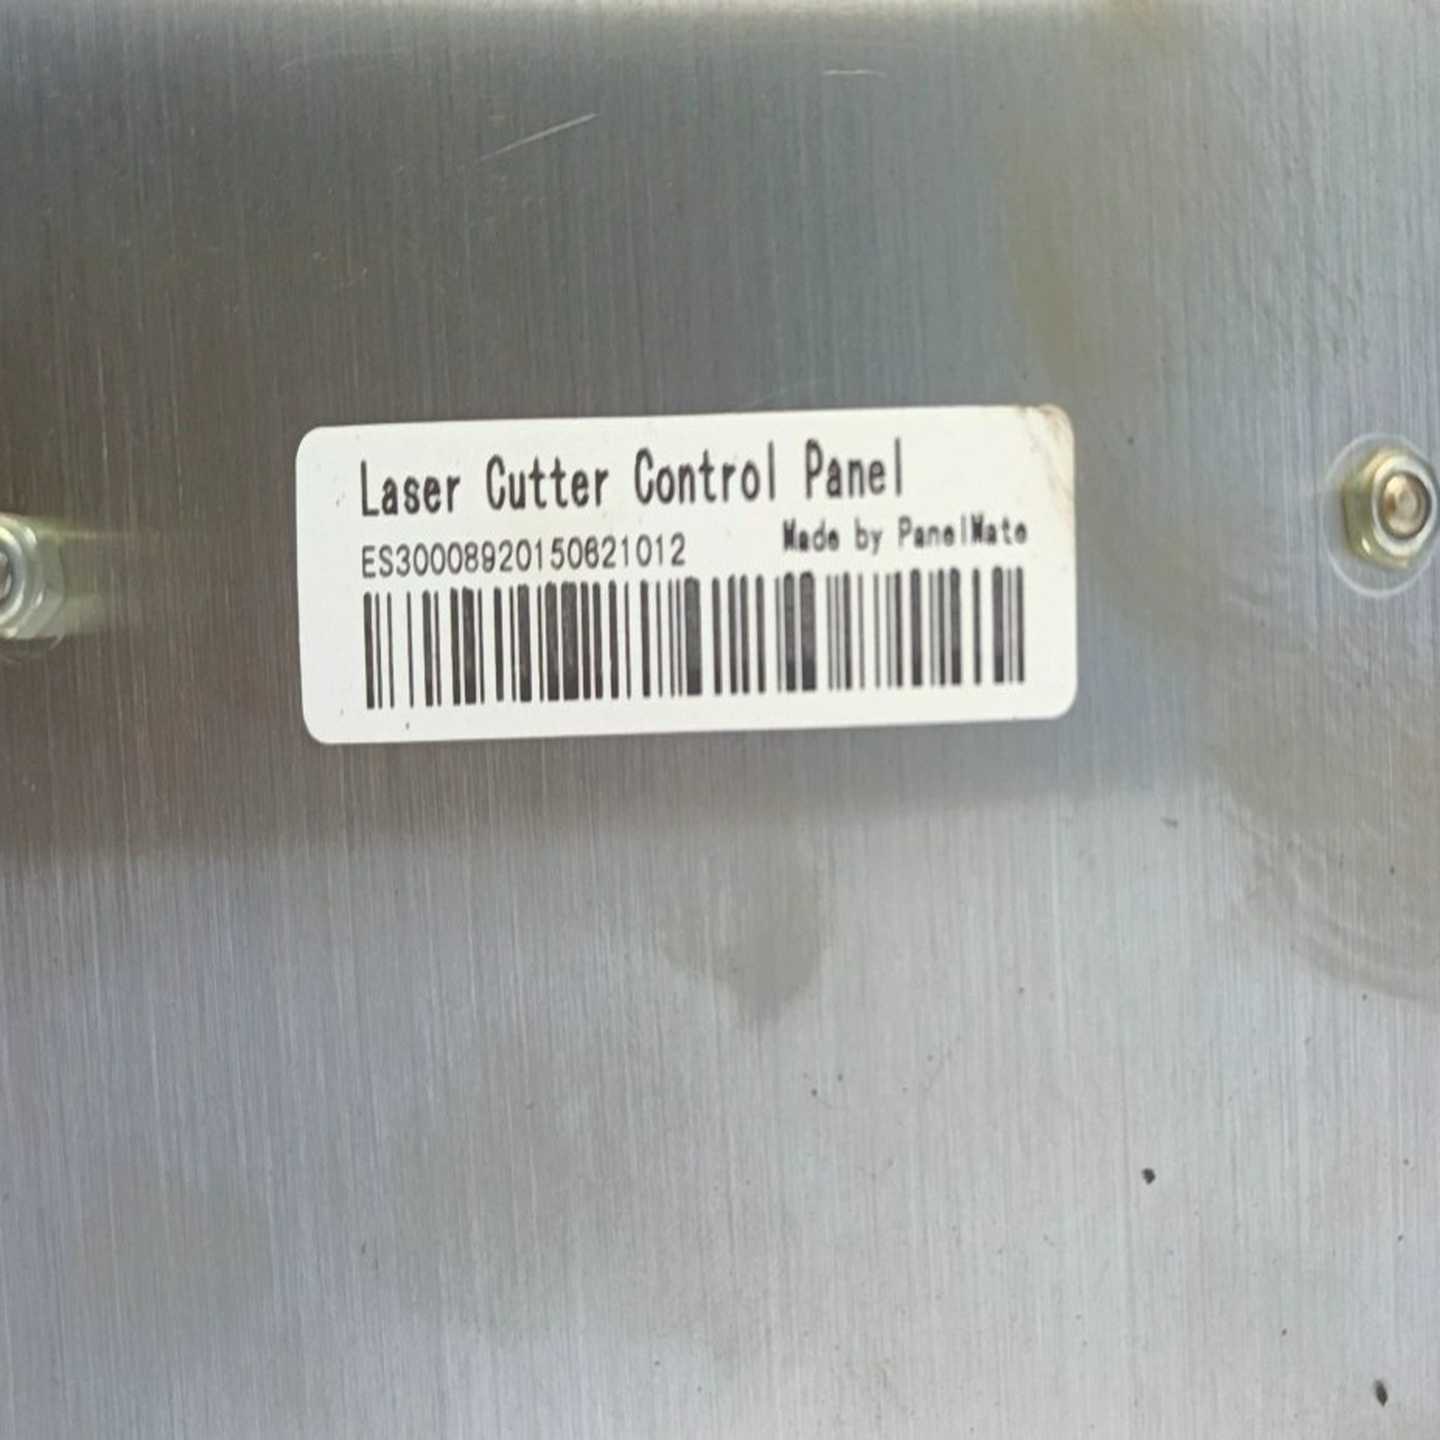 Laser Cutter Control Panel
ES30008920150621012
Made by PanelMate